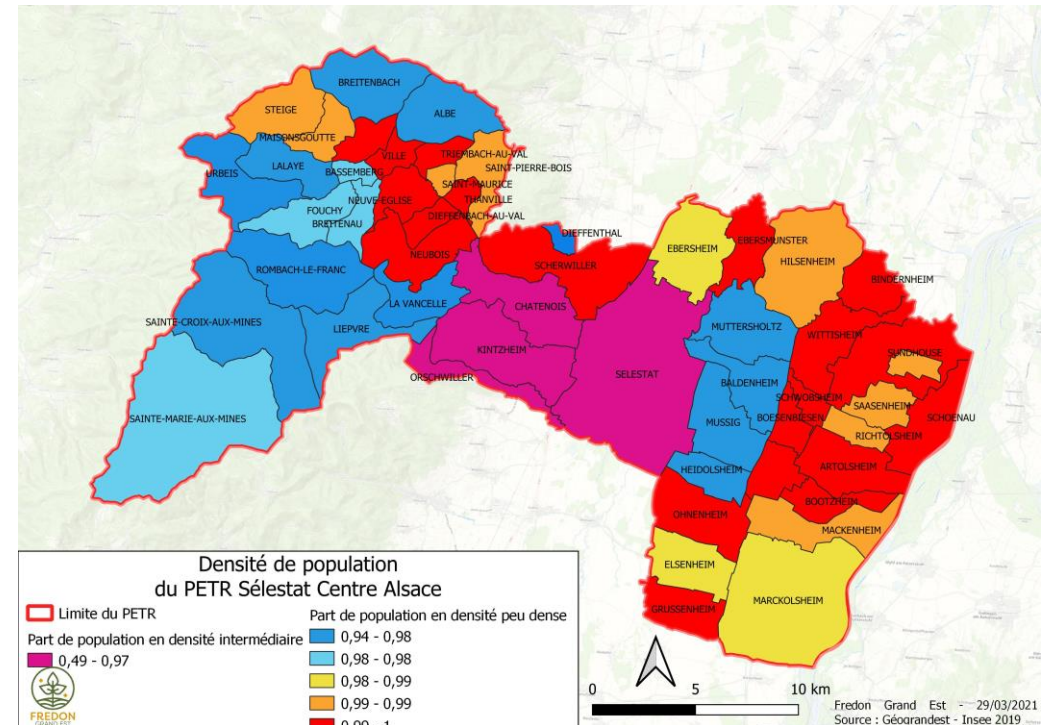 BREITENBACH
STEIGE
ALBE
MAISONSGOUTTE
VILLE
TRIEMBACH-AU-VAL
URBEIS
LALAYE
BASSEMBERG
SAINT-PIERRE-BOIS
SAINT-MAURICE
NEUVE-EGLISE
THANVILLE
FOUCHY
DIEFFENBACH-AU-VAL
BREITENAU
DIEFFENTHAL
EBERSHEIM
EBERSMUNSTER
NEUBOIS
SCHERWILLER
HILSENHEIM
ROMBACH-LE-FRANC
BINDERNHEIM
LA VANCELLE
CHATENOIS
SAINTE-CROIX-AUX-MINES
LIEPVRE
MUTTERSHOLTZ
WITTISHEIM
KINTZHEIM
SUNDHOUSE
ORSCHWILLER
SELESTAT
BALDENHEIM
SCHWOBSHEIM
SAASENHEIM
SAINTE-MARIE-AUX-MINES
MUSSIG
BOESENBIESEN
SCHOENAU
RICHTOLSHEIM
HEIDOLSHEIM
ARTOLSHEIM
BOOTZHEIM
OHNENHEIM
MACKENHEIM
ELSENHEIM
MARCKOLSHEIM
GRUSSENHEIM
Densité de population
du PETR Sélestat Centre Alsace
Limite du PETR
Part de population en densité intermédiaire
0,49 - 0,97
Part de population en densité peu dense
0,94 - 0,98
0,98 - 0,98
0,98 - 0,99
0,99 - 0,99
0,99 - 1
FREDON
GRAND EST
0 5 10 km
Fredon Grand Est - 29/03/2021
Source : Géograndest - Insee 2019